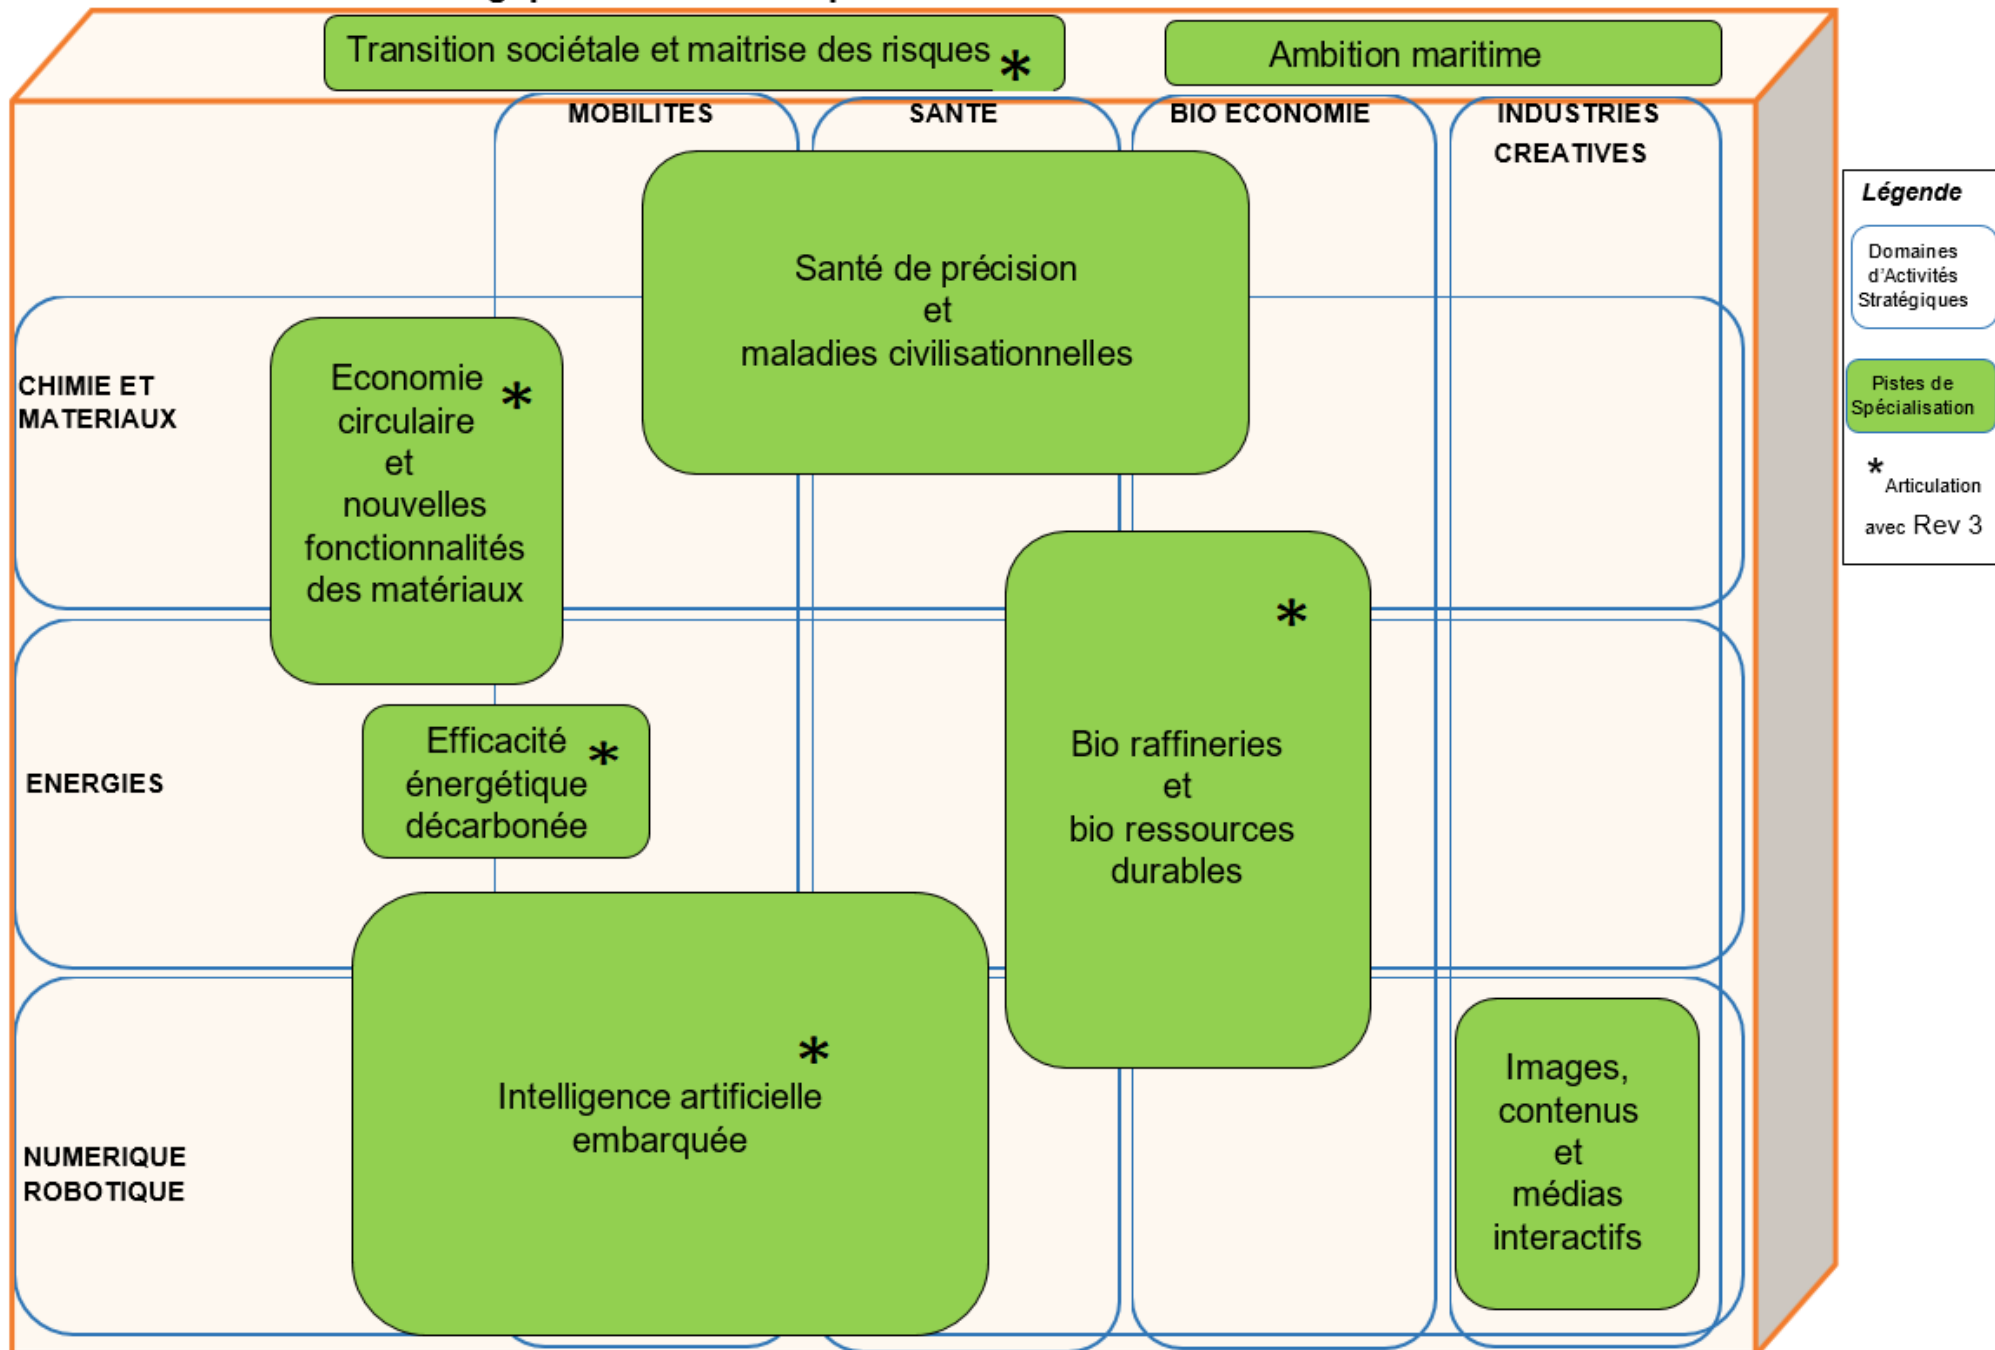 Transition sociétale et maitrise des risques *
Ambition maritime
MOBILITES
SANTE
BIO ECONOMIE
INDUSTRIES
CREATIVES
Légende
Domaines
d'Activités
Stratégiques
Pistes de
Spécialisation
*
Articulation
avec Rev 3
Santé de précision
et
maladies civilisationnelles
CHIMIE ET
MATERIAUX
Economie *
circulaire
et
nouvelles
fonctionnalités
des matériaux
ENERGIES
Efficacité *
énergétique
décarbonée
*
Bio raffineries
et
bio ressources
durables
NUMERIQUE
ROBOTIQUE
*
Intelligence artificielle
embarquée
Images,
contenus
et
médias
interactifs